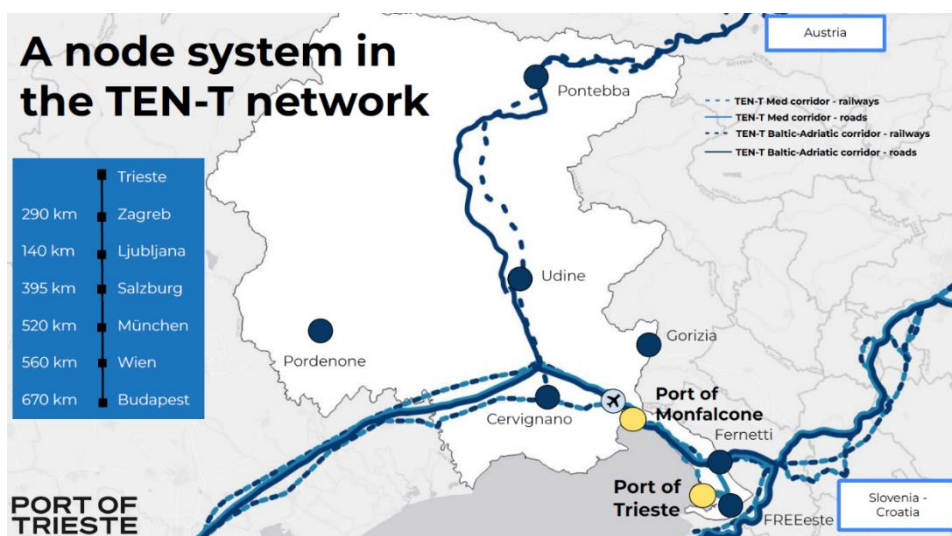 A node system in
the TEN-T network
Austria
Pontebba
TEN-T Med corridor - railways
TEN-T Med corridor - roads
TEN-T Baltic-Adriatic corridor - railways
TEN-T Baltic-Adriatic corridor - roads
Trieste
290 km Zagreb
140 km Ljubljana
395 km Salzburg
520 km München
560 km Wien
670 km Budapest
Udine
Pordenone
Gorizia
Cervignano
Port of
Monfalcone
Fernetti
Port of
Trieste
FREEeste
Slovenia -
Croatia
PORT OF
TRIESTE